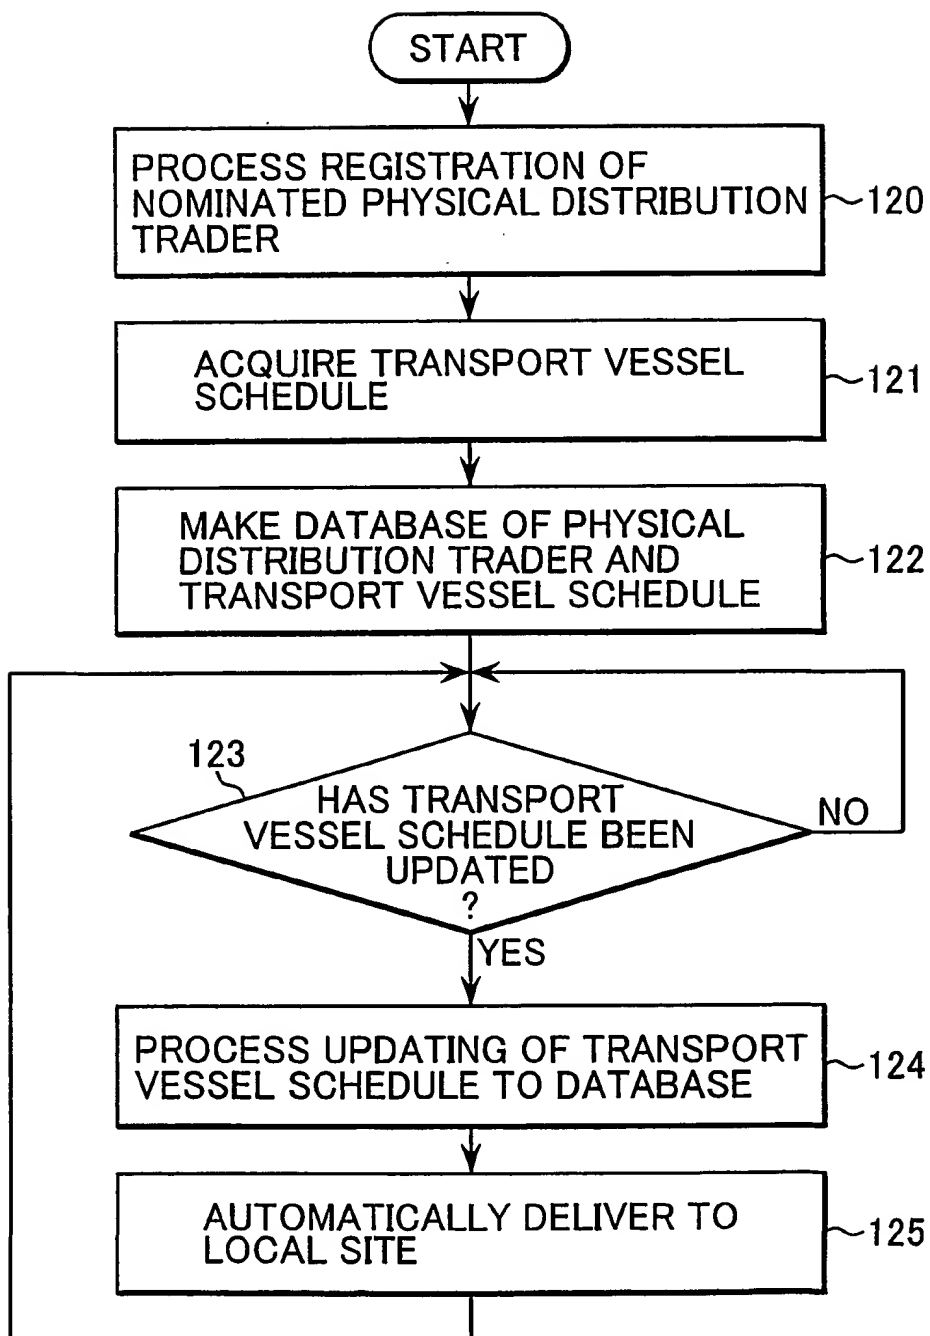 START
PROCESS REGISTRATION OF
NOMINATED PHYSICAL DISTRIBUTION
TRADER
120
ACQUIRE TRANSPORT VESSEL
SCHEDULE
121
MAKE DATABASE OF PHYSICAL
DISTRIBUTION TRADER AND
TRANSPORT VESSEL SCHEDULE
122
123
HAS TRANSPORT
VESSEL SCHEDULE BEEN
UPDATED
?
NO
YES
PROCESS UPDATING OF TRANSPORT
VESSEL SCHEDULE TO DATABASE
124
AUTOMATICALLY DELIVER TO
LOCAL SITE
125